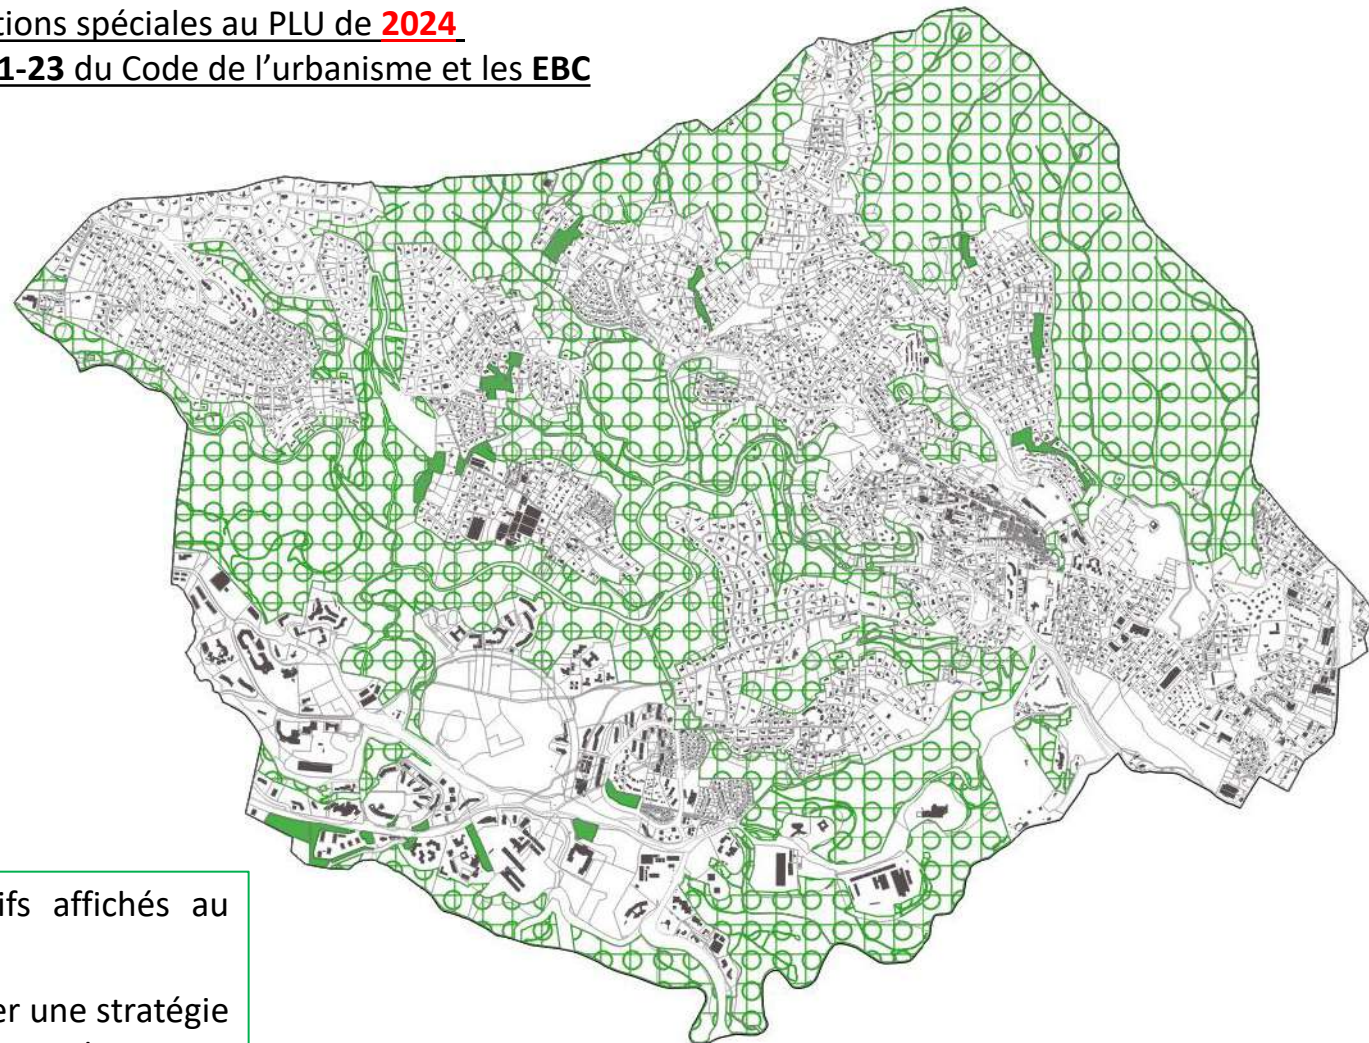 tions spéciales au PLU de 2024
1-23 du Code de l’urbanisme et les EBC
ifs affichés au
er une stratégie